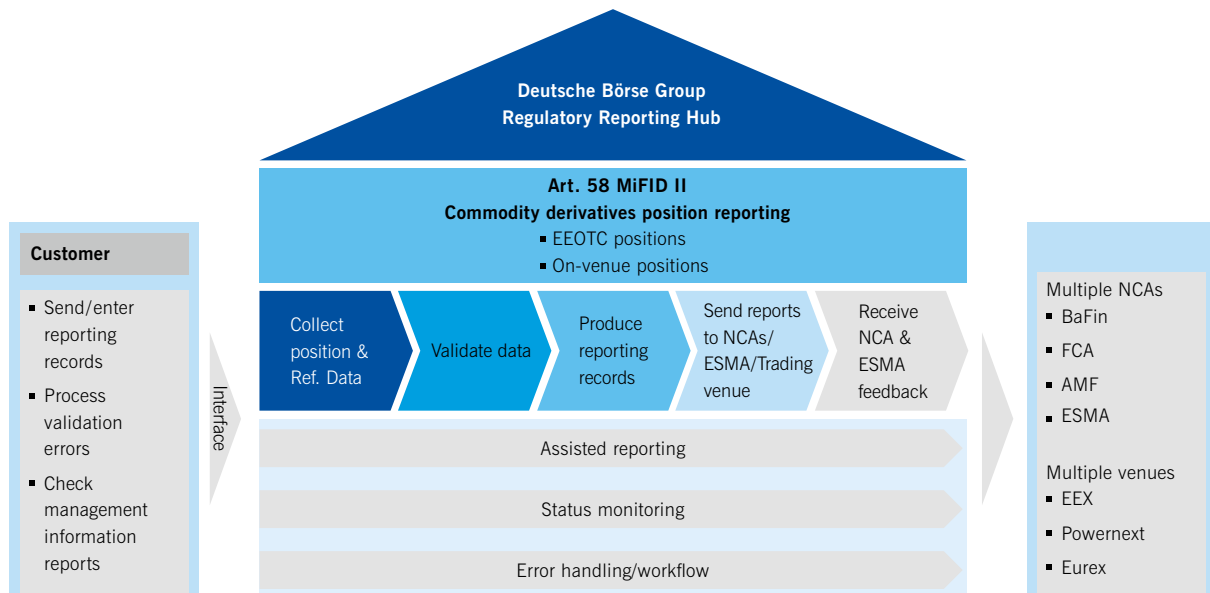 Deutsche Börse Group
Regulatory Reporting Hub
Art. 58 MiFID II
Commodity derivatives position reporting
▪ EEOTC positions
▪ On-venue positions
Customer
▪ Send/enter
reporting
records
▪ Process
validation
errors
▪ Check
management
information
reports
Interface
Collect
position &
Ref. Data
Validate data
Produce
reporting
records
Send reports
to NCAs/
ESMA/Trading
venue
Receive
NCA &
ESMA
feedback
Assisted reporting
Status monitoring
Error handling/workflow
Multiple NCAs
▪ BaFin
▪ FCA
▪ AMF
▪ ESMA
Multiple venues
▪ EEX
▪ Powernext
▪ Eurex